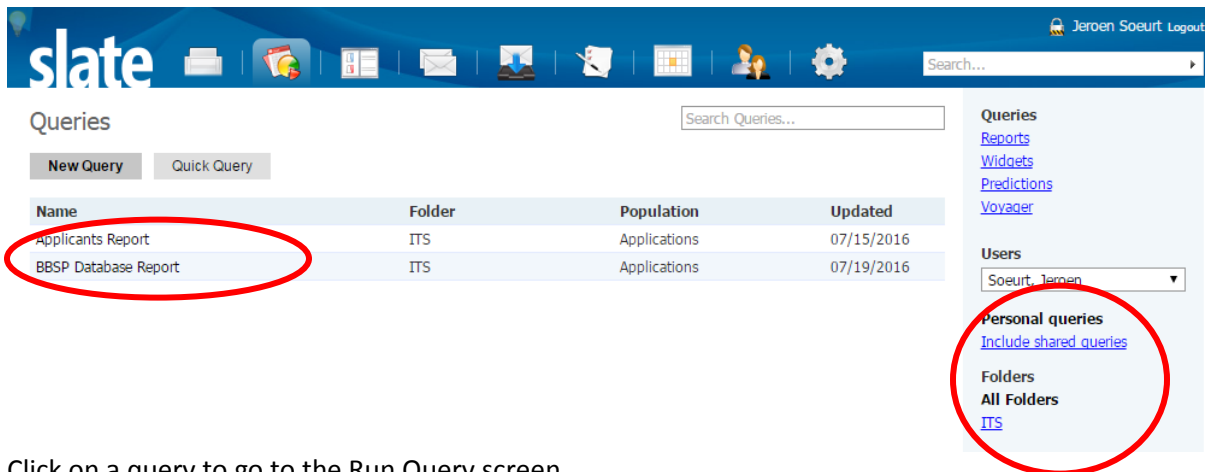 Jeroen Soeurt Logout
slate
Search...
Queries
Search Queries...
New Query Quick Query
Name Folder Population Updated
Applicants Report ITS Applications 07/15/2016
BBSP Database Report ITS Applications 07/19/2016
Queries
Reports
Widgets
Predictions
Voyager
Users
Soeurt, Jeroen
Personal queries
Include shared queries
Folders
All Folders
ITS
Click on a query to go to the Run Query screen